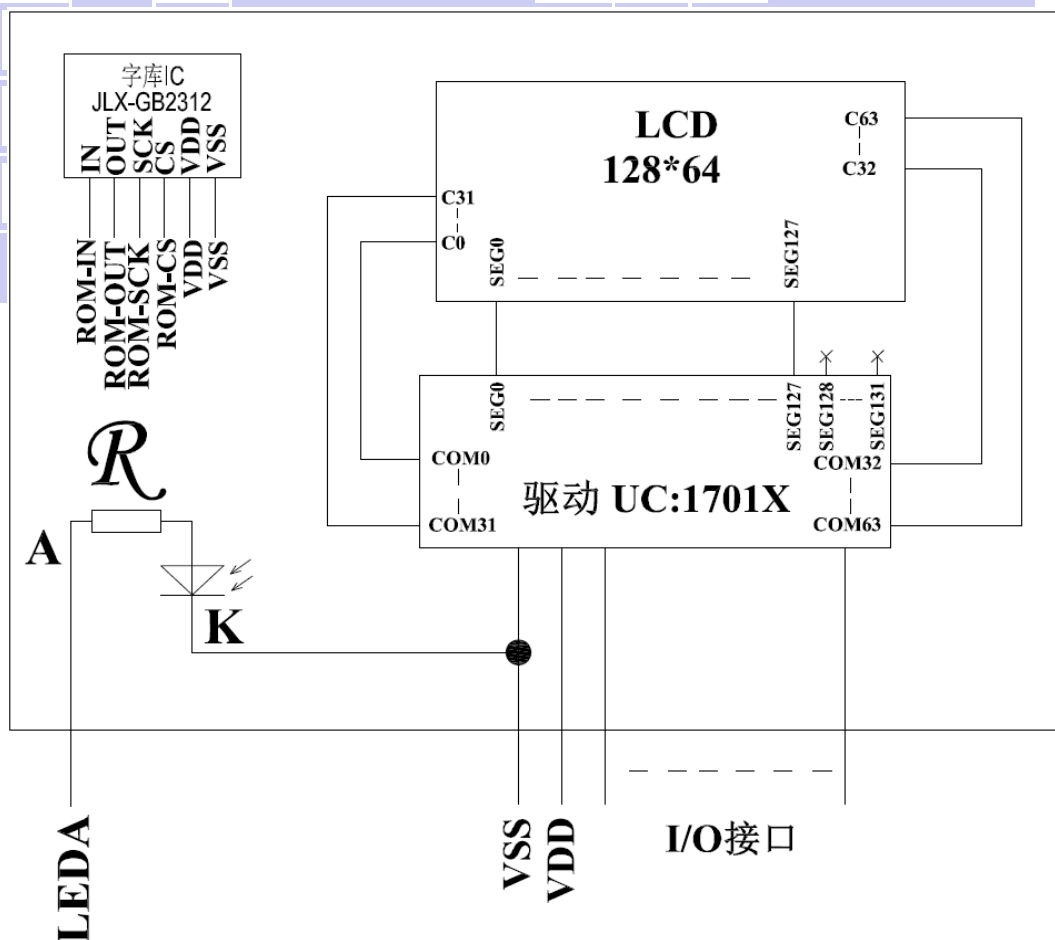 字库IC
JLX-GB2312
IN
OUT
SCK
CS
VDD
VSS
ROM-IN
ROM-OUT
ROM-SCK
ROM-CS
VDD
VSS
LCD
128*64
C63
C32
C31
C0
SEG0
SEG127
SEG0
SEG127
SEG128
SEG131
COM0
COM31
COM32
COM63
驱动 UC:1701X
R
A
K
LEDA
VSS
VDD
I/O接口